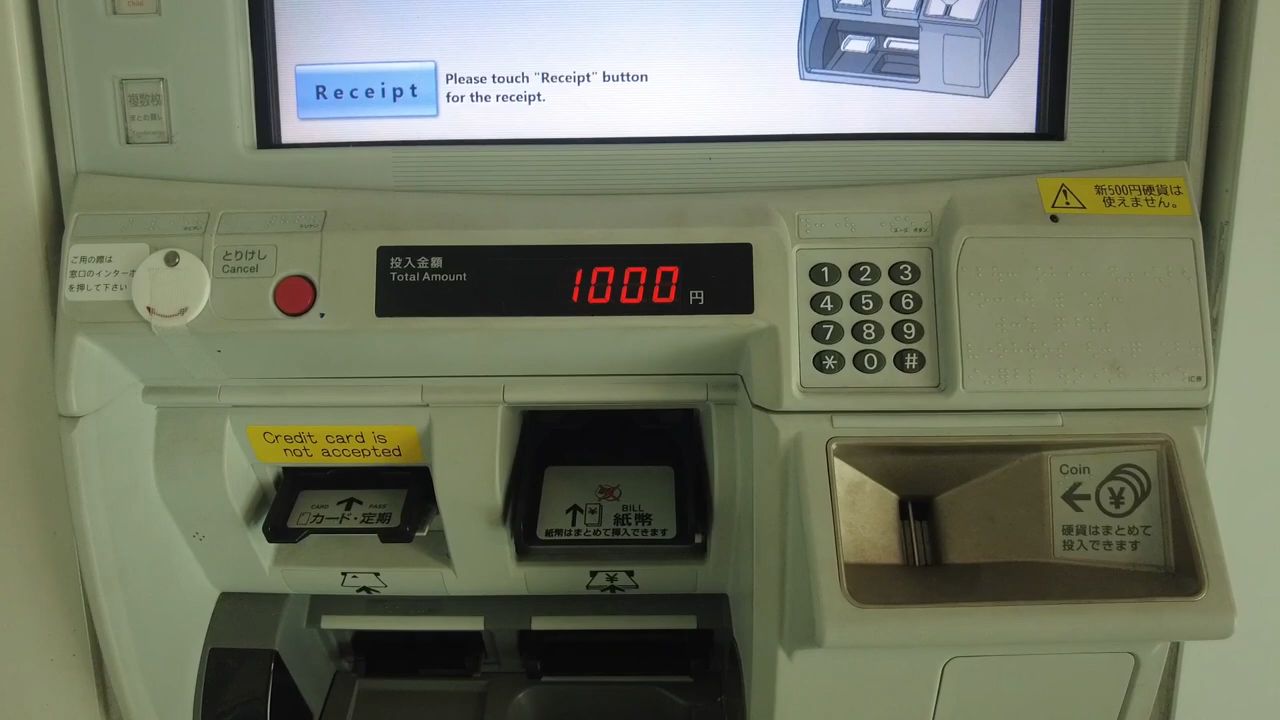 Child
Receipt
Please touch "Receipt" button
for the receipt.
複数枚
まとめ買い
新500円硬貨は
使えません。
ご用の際は
窓口のインターホ
を押して下さい
とりけし
Cancel
投入金額
Total Amount
1000 円
1 2 3
4 5 6
7 8 9
* 0 #
Credit card is
not accepted
CARD PASS
カード・定期
BILL
紙幣
紙幣はまとめて挿入できます
¥
Coin
¥
硬貨はまとめて
投入できます